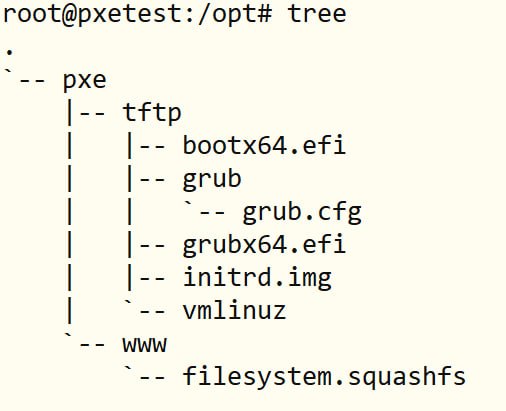 root@pxetest:/opt# tree
.
`-- pxe
    |-- tftp
    |   |-- bootx64.efi
    |   |-- grub
    |   |   `-- grub.cfg
    |   |-- grubx64.efi
    |   |-- initrd.img
    |   `-- vmlinuz
    `-- www
        `-- filesystem.squashfs